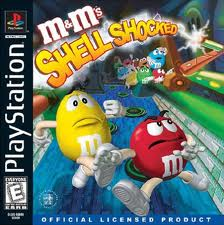 PlayStation
m&m's
SHELL SHOCKED
m
m
EVERYONE
E
OFFICIAL LICENSED PRODUCT